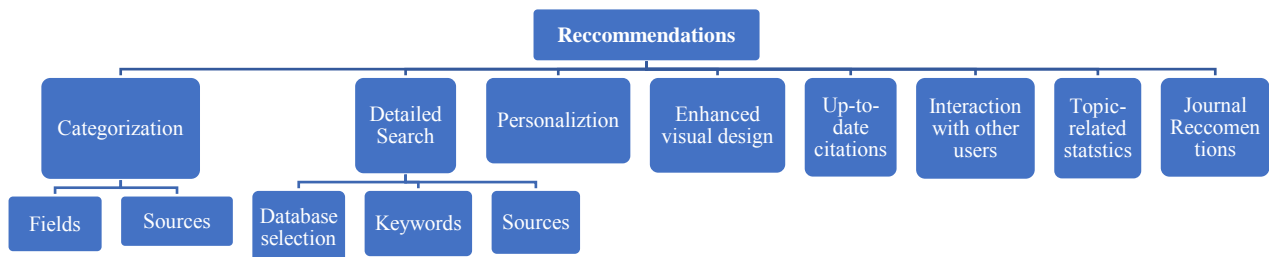 Reccommendations
Categorization
Detailed
Search
Personaliztion
Enhanced
visual design
Up-to-
date
citations
Interaction
with other
users
Topic-
related
statstics
Journal
Reccomen
tions
Fields
Sources
Database
selection
Keywords
Sources